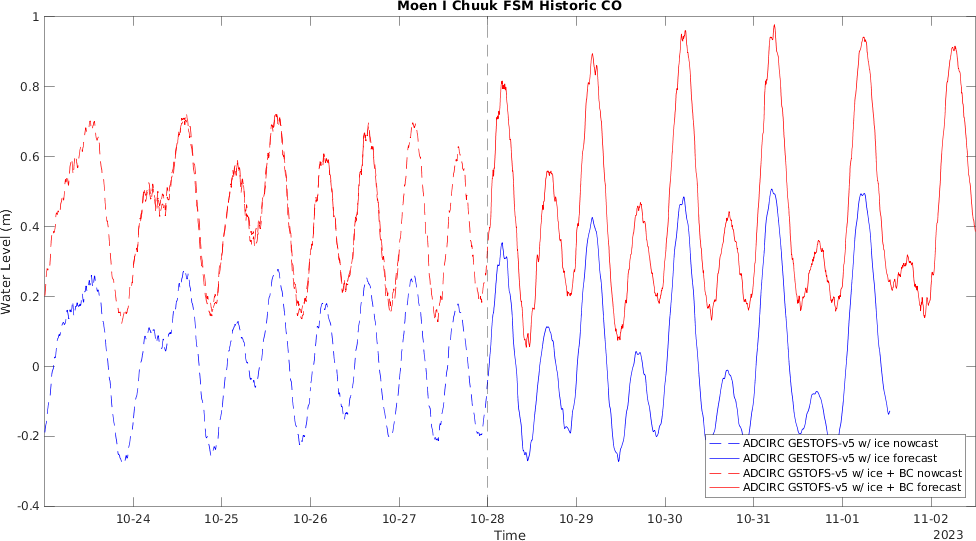 Moen I Chuuk FSM Historic CO
1
0.8
0.6
0.4
0.2
0
-0.2
-0.4
Water Level (m)
10-24 10-25 10-26 10-27 10-28 10-29 10-30 10-31 11-01 11-02
Time
2023
ADCIRC GESTOFS-v5 w/ ice nowcast
ADCIRC GESTOFS-v5 w/ ice forecast
ADCIRC GSTOFS-v5 w/ ice + BC nowcast
ADCIRC GSTOFS-v5 w/ ice + BC forecast